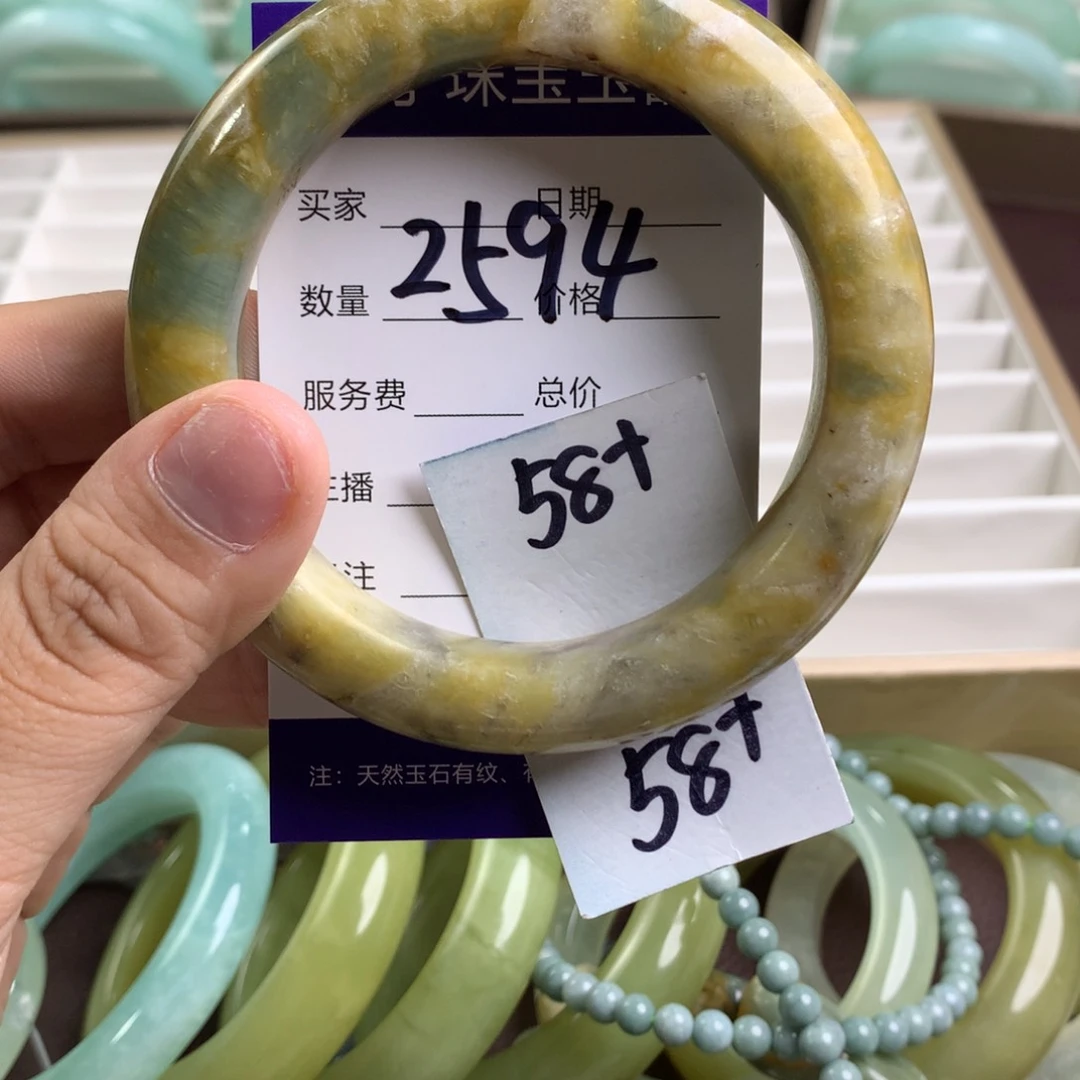 珠宝玉
买家 日期
2594
数量 价格
服务费 总价
58+
主播
注
58+
注：天然玉石有纹、